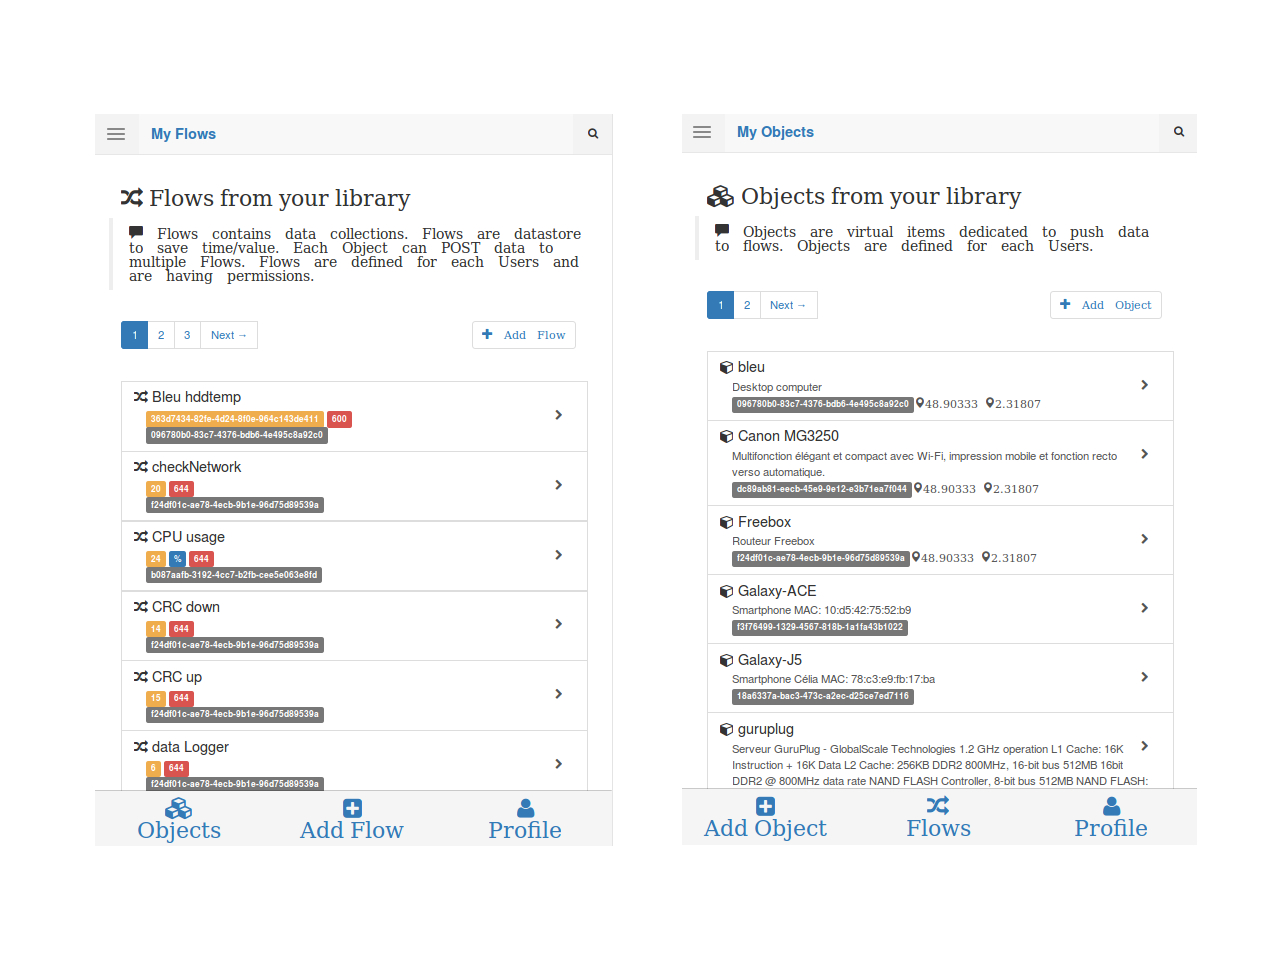 My Flows
Flows from your library
Flows contains data collections. Flows are datastore
to save time/value. Each Object can POST data to
multiple Flows. Flows are defined for each Users and
are having permissions.
1 2 3 Next →
Add Flow
Bleu hddtemp
363d7434-82fe-4d24-8f0e-964c143de411 600
096780b0-83c7-4376-bdb6-4e495c8a92c0
checkNetwork
20 644
f24df01c-ae78-4ecb-9b1e-96d75d89539a
CPU usage
24 % 644
b087aafb-3192-4cc7-b2fb-cee5e063e8fd
CRC down
14 644
f24df01c-ae78-4ecb-9b1e-96d75d89539a
CRC up
15 644
f24df01c-ae78-4ecb-9b1e-96d75d89539a
data Logger
6 644
f24df01c-ae78-4ecb-9b1e-96d75d89539a
Objects
Add Flow
Profile
My Objects
Objects from your library
Objects are virtual items dedicated to push data
to flows. Objects are defined for each Users.
1 2 Next →
Add Object
bleu
Desktop computer
096780b0-83c7-4376-bdb6-4e495c8a92c0 48.90333 2.31807
Canon MG3250
Multifonction élégant et compact avec Wi-Fi, impression mobile et fonction recto
verso automatique.
dc89ab81-eecb-45e9-9e12-e3b71ea7f044 48.90333 2.31807
Freebox
Routeur Freebox
f24df01c-ae78-4ecb-9b1e-96d75d89539a 48.90333 2.31807
Galaxy-ACE
Smartphone MAC: 10:d5:42:75:52:b9
f3f76499-1329-4567-818b-1a1fa43b1022
Galaxy-J5
Smartphone Célia MAC: 78:c3:e9:fb:17:ba
18a6337a-bac3-473c-a2ec-d25ce7ed7116
guruplug
Serveur GuruPlug - GlobalScale Technologies 1.2 GHz operation L1 Cache: 16K
Instruction + 16K Data L2 Cache: 256KB DDR2 800MHz, 16-bit bus 512MB 16bit
DDR2 @ 800MHz data rate NAND FLASH Controller, 8-bit bus 512MB NAND FLASH:
Add Object
Flows
Profile